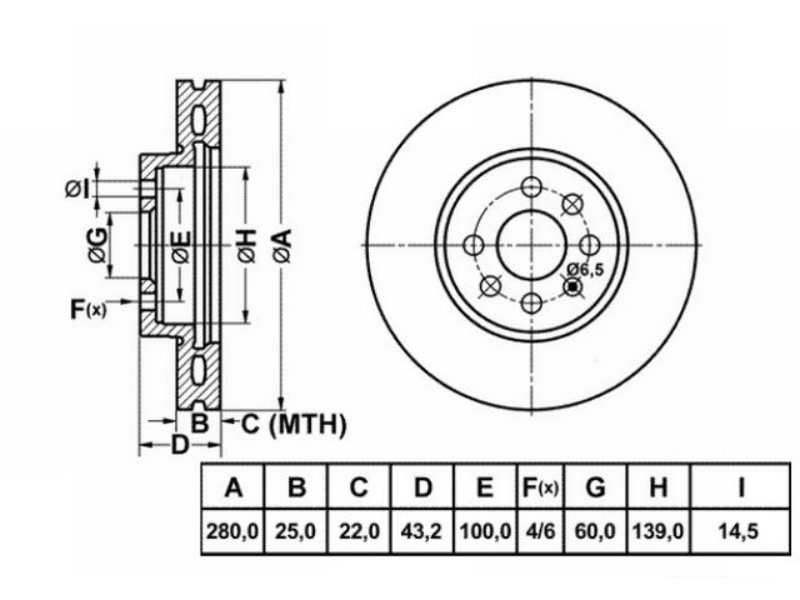 ØI
ØG
ØE
ØH
ØA
F(x)
Ø6,5
B
C (MTH)
D
A B C D E F(x) G H I
280,0 25,0 22,0 43,2 100,0 4/6 60,0 139,0 14,5